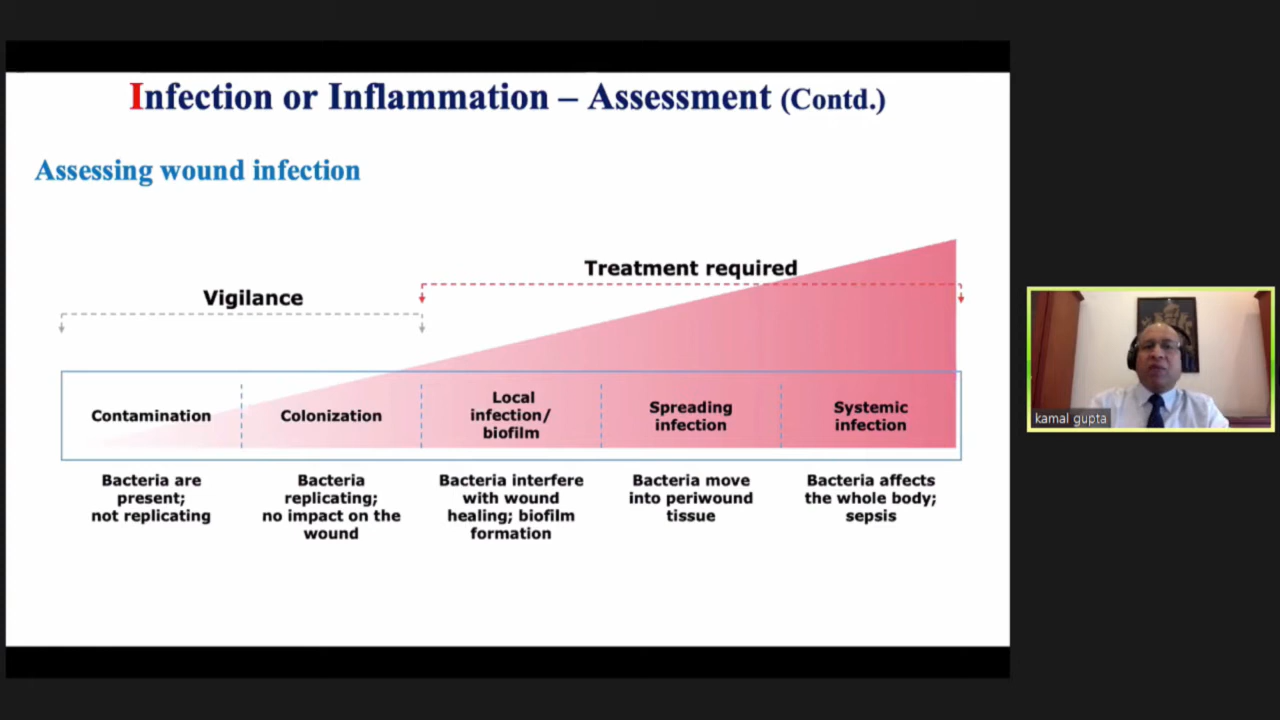 Infection or Inflammation – Assessment (Contd.)
Assessing wound infection
Treatment required
Vigilance
Contamination
Colonization
Local
infection/
biofilm
Spreading
infection
Systemic
infection
Bacteria are
present;
not replicating
Bacteria
replicating;
no impact on the
wound
Bacteria interfere
with wound
healing; biofilm
formation
Bacteria move
into periwound
tissue
Bacteria affects
the whole body;
sepsis
kamal gupta